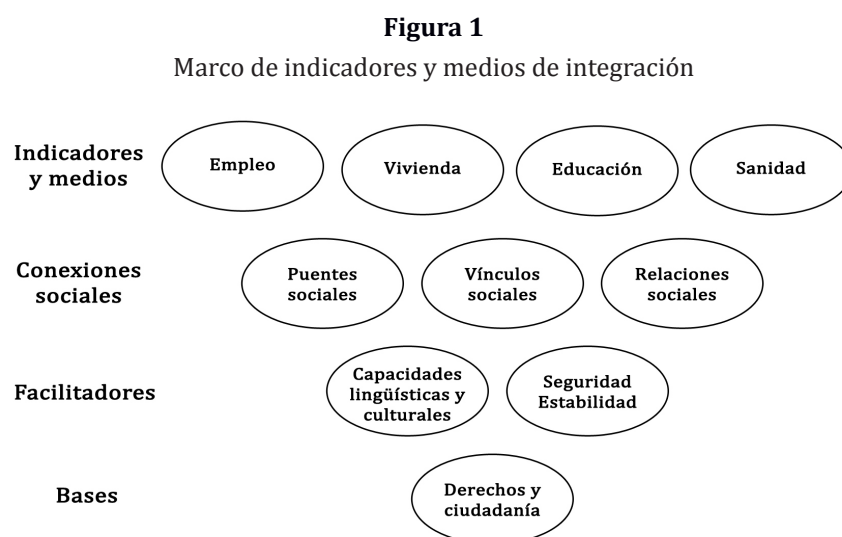 Figura 1
Marco de indicadores y medios de integración
Indicadores
y medios
Empleo
Vivienda
Educación
Sanidad
Conexiones
sociales
Puentes
sociales
Vínculos
sociales
Relaciones
sociales
Facilitadores
Capacidades
lingüísticas y
culturales
Seguridad
Estabilidad
Bases
Derechos y
ciudadanía